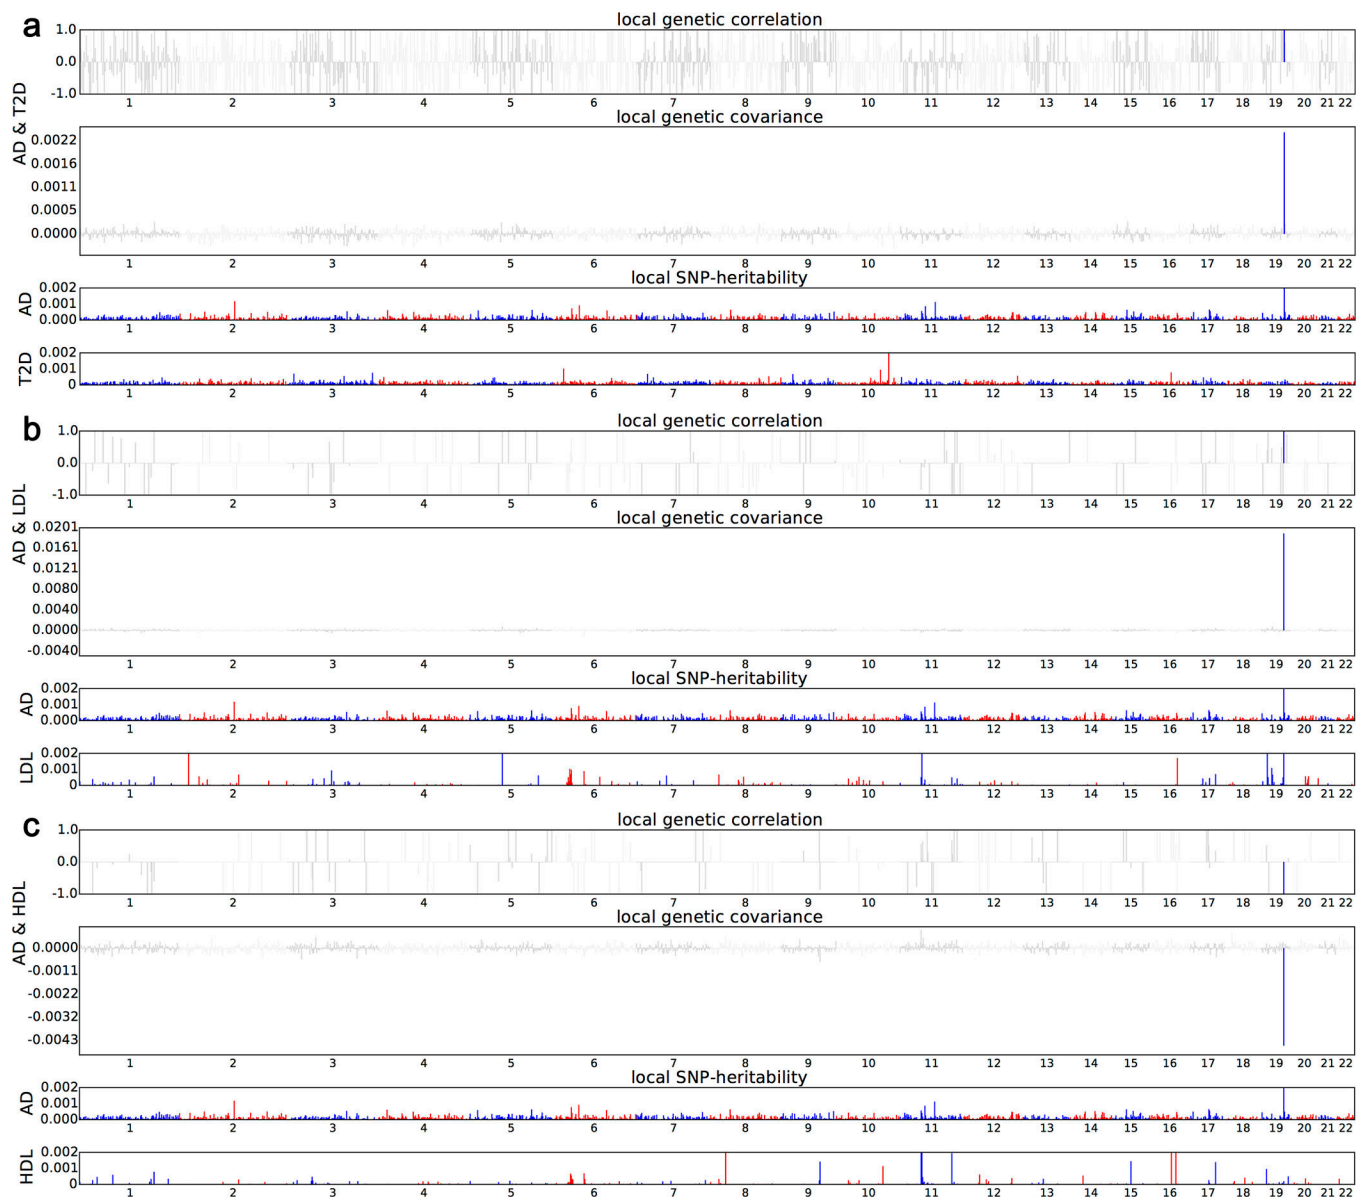 a
local genetic correlation
AD & T2D
1.0
0.0
-1.0
1 2 3 4 5 6 7 8 9 10 11 12 13 14 15 16 17 18 19 20 21 22
local genetic covariance
0.0022
0.0016
0.0011
0.0005
0.0000
1 2 3 4 5 6 7 8 9 10 11 12 13 14 15 16 17 18 19 20 21 22
local SNP-heritability
AD
0.002
0.001
0.000
1 2 3 4 5 6 7 8 9 10 11 12 13 14 15 16 17 18 19 20 21 22
T2D
0.002
0.001
0
1 2 3 4 5 6 7 8 9 10 11 12 13 14 15 16 17 18 19 20 21 22
b
local genetic correlation
AD & LDL
1.0
0.0
-1.0
1 2 3 4 5 6 7 8 9 10 11 12 13 14 15 16 17 18 19 20 21 22
local genetic covariance
0.0201
0.0161
0.0121
0.0080
0.0040
0.0000
-0.0040
1 2 3 4 5 6 7 8 9 10 11 12 13 14 15 16 17 18 19 20 21 22
local SNP-heritability
AD
0.002
0.001
0.000
1 2 3 4 5 6 7 8 9 10 11 12 13 14 15 16 17 18 19 20 21 22
LDL
0.002
0.001
0
1 2 3 4 5 6 7 8 9 10 11 12 13 14 15 16 17 18 19 20 21 22
c
local genetic correlation
AD & HDL
1.0
0.0
-1.0
1 2 3 4 5 6 7 8 9 10 11 12 13 14 15 16 17 18 19 20 21 22
local genetic covariance
0.0000
-0.0011
-0.0022
-0.0032
-0.0043
1 2 3 4 5 6 7 8 9 10 11 12 13 14 15 16 17 18 19 20 21 22
local SNP-heritability
AD
0.002
0.001
0.000
1 2 3 4 5 6 7 8 9 10 11 12 13 14 15 16 17 18 19 20 21 22
HDL
0.002
0.001
0
1 2 3 4 5 6 7 8 9 10 11 12 13 14 15 16 17 18 19 20 21 22